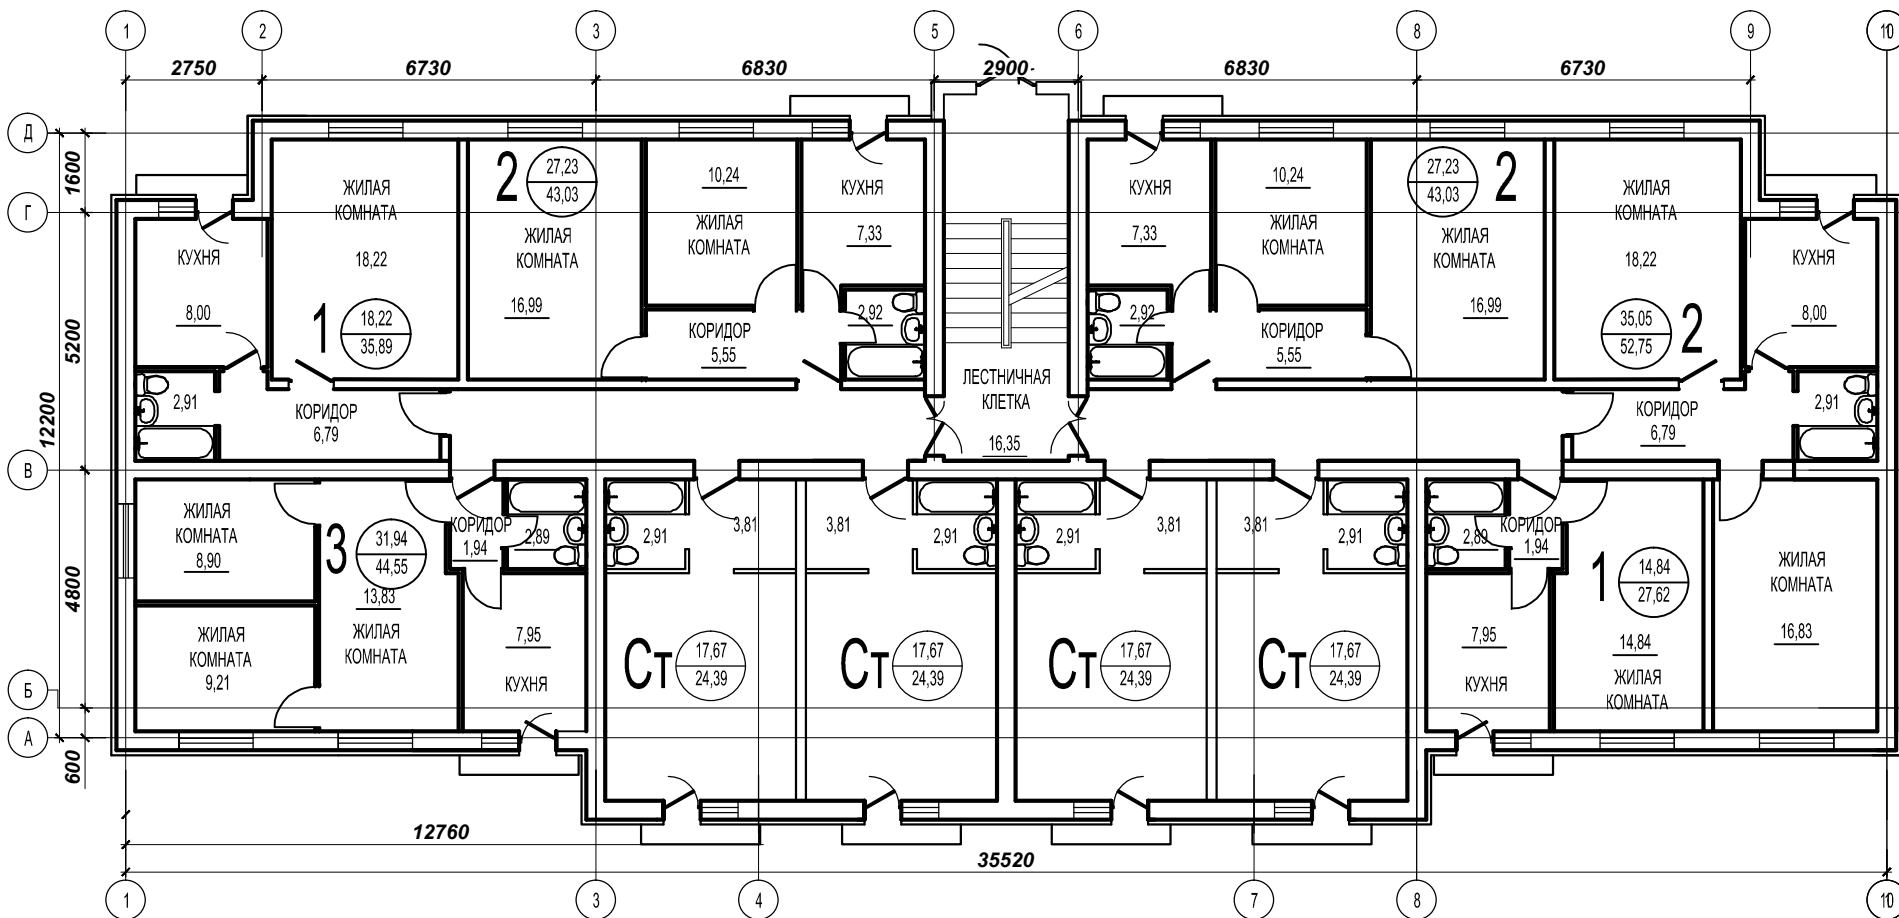 1 2 3 5 6 8 9 10
2750 6730 6830 2900 6830 6730
Д
1600
Г
5200
12200
В
4800
Б
А
600
КУХНЯ
8,00
ЖИЛАЯ
КОМНАТА
18,22
1 18,22
35,89
2 27,23
43,03
ЖИЛАЯ
КОМНАТА
16,99
10,24
ЖИЛАЯ
КОМНАТА
КУХНЯ
7,33
2,92
КОРИДОР
5,55
2,91
КОРИДОР
6,79
ЛЕСТНИЧНАЯ
КЛЕТКА
16,35
КУХНЯ
7,33
2,92
10,24
ЖИЛАЯ
КОМНАТА
КОРИДОР
5,55
27,23 2
43,03
ЖИЛАЯ
КОМНАТА
16,99
ЖИЛАЯ
КОМНАТА
18,22
35,05 2
52,75
КУХНЯ
8,00
КОРИДОР
6,79
2,91
ЖИЛАЯ
КОМНАТА
8,90
ЖИЛАЯ
КОМНАТА
9,21
3 31,94
44,55
13,83
ЖИЛАЯ
КОМНАТА
КОРИДОР
1,94
2,89
7,95
КУХНЯ
2,91 3,81
Ст 17,67
24,39
3,81 2,91
Ст 17,67
24,39
2,91 3,81
Ст 17,67
24,39
3,81 2,91
Ст 17,67
24,39
2,89
КОРИДОР
1,94
7,95
КУХНЯ
1 14,84
27,62
14,84
ЖИЛАЯ
КОМНАТА
ЖИЛАЯ
КОМНАТА
16,83
12760
35520
1 3 4 7 8 10